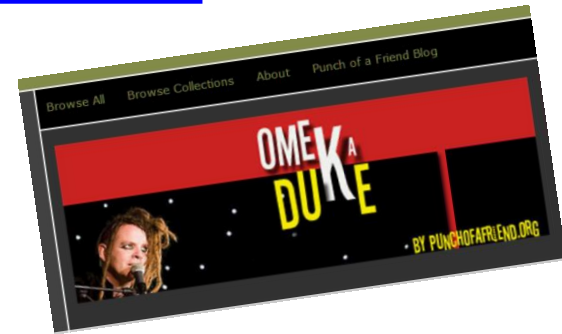 Browse All Browse Collections About Punch of a Friend Blog
OMEKA
DUKE
BY PUNCHOFAFRIEND.ORG